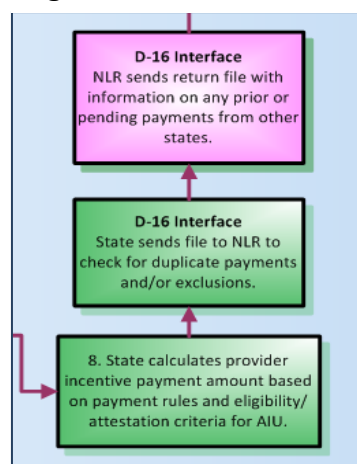 D-16 Interface
NLR sends return file with
information on any prior or
pending payments from other
states.
D-16 Interface
State sends file to NLR to
check for duplicate payments
and/or exclusions.
8. State calculates provider
incentive payment amount based
on payment rules and eligibility/
attestation criteria for AIU.